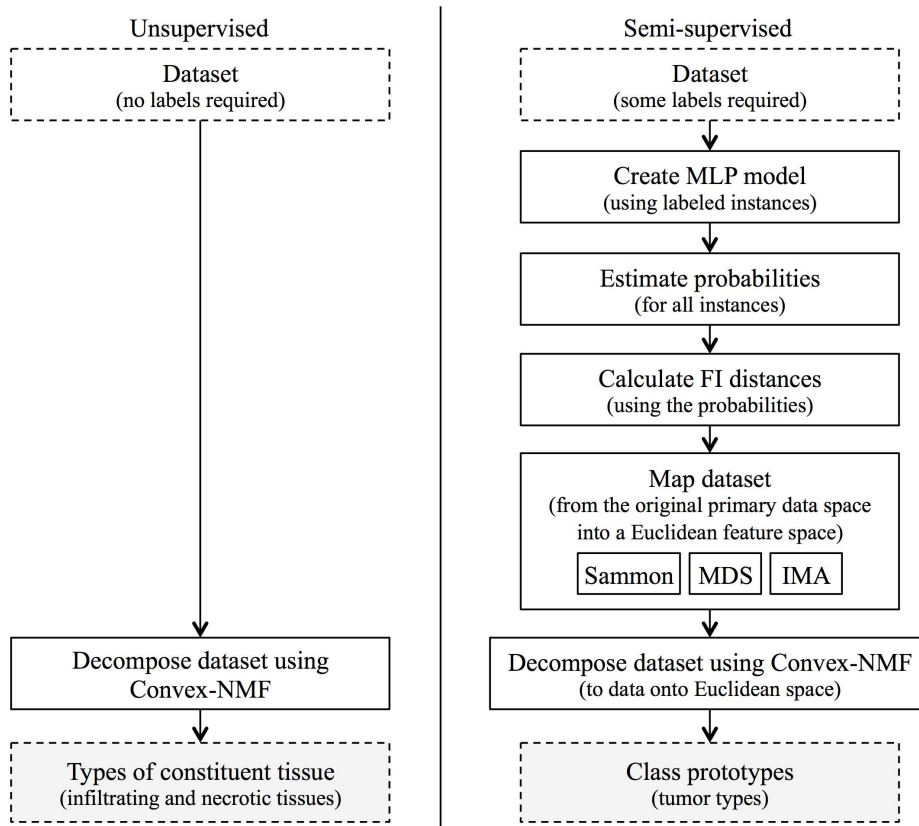 Unsupervised
Dataset
(no labels required)
Decompose dataset using
Convex-NMF
Types of constituent tissue
(infiltrating and necrotic tissues)
Semi-supervised
Dataset
(some labels required)
Create MLP model
(using labeled instances)
Estimate probabilities
(for all instances)
Calculate FI distances
(using the probabilities)
Map dataset
(from the original primary data space
into a Euclidean feature space)
Sammon MDS IMA
Decompose dataset using Convex-NMF
(to data onto Euclidean space)
Class prototypes
(tumor types)